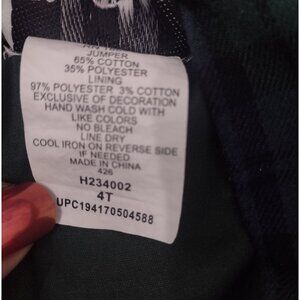 JUMPER
65% COTTON
35% POLYESTER
LINING
97% POLYESTER 3% COTTON
EXCLUSIVE OF DECORATION
HAND WASH COLD WITH
LIKE COLORS
NO BLEACH
LINE DRY
COOL IRON ON REVERSE SIDE
IF NEEDED
MADE IN CHINA
426
H234002
4T
UPC194170504588